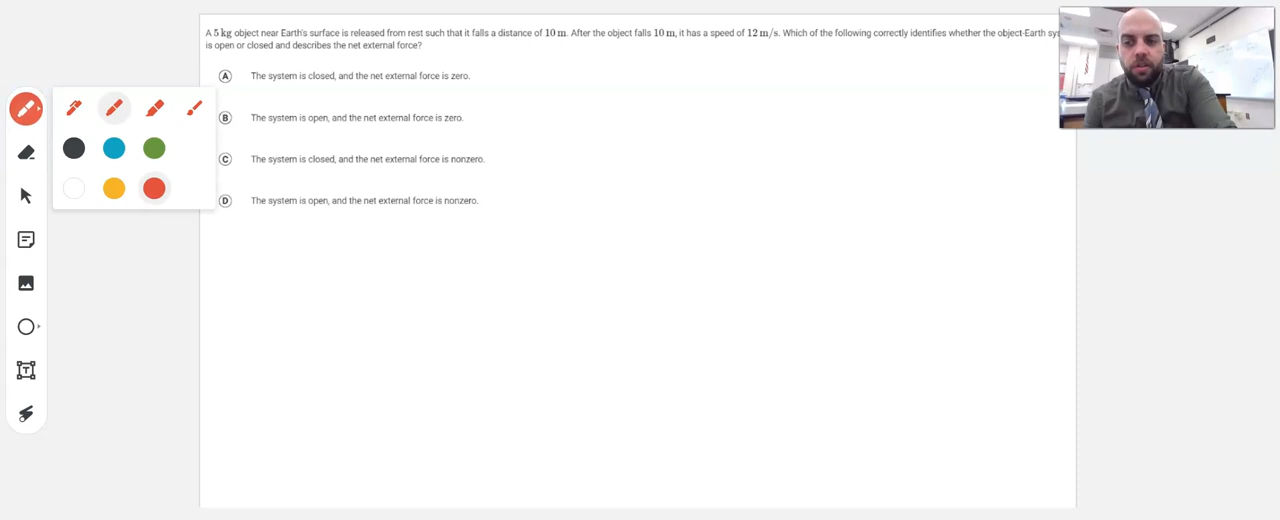 A 5 kg object near Earth's surface is released from rest such that it falls a distance of 10 m. After the object falls 10 m, it has a speed of 12 m/s. Which of the following correctly identifies whether the object-Earth
is open or closed and describes the net external force?
A The system is closed, and the net external force is zero.
B The system is open, and the net external force is zero.
C The system is closed, and the net external force is nonzero.
D The system is open, and the net external force is nonzero.
T